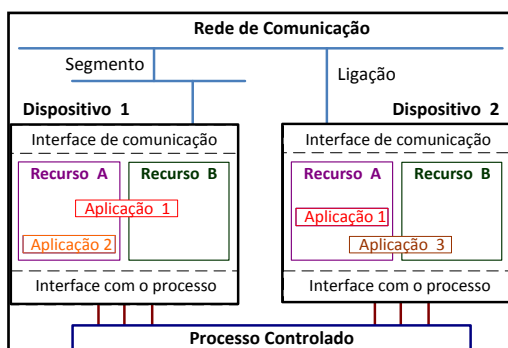 Rede de Comunicação
Segmento
Ligação
Dispositivo 1
Dispositivo 2
Interface de comunicação
Recurso A
Recurso B
Aplicação 1
Aplicação 2
Interface com o processo
Interface de comunicação
Recurso A
Recurso B
Aplicação 1
Aplicação 3
Interface com o processo
Processo Controlado